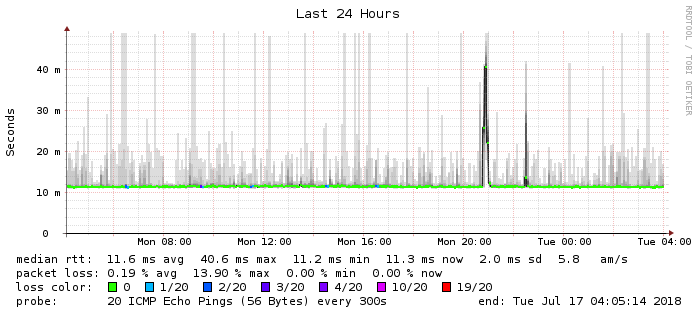 Last 24 Hours
RRDTOOL / TOBI OETIKER
Seconds
40 m
30 m
20 m
10 m
0
Mon 08:00 Mon 12:00 Mon 16:00 Mon 20:00 Tue 00:00 Tue 04:00
median rtt: 11.6 ms avg 40.6 ms max 11.2 ms min 11.3 ms now 2.0 ms sd 5.8 am/s
packet loss: 0.19 % avg 13.90 % max 0.00 % min 0.00 % now
loss color: 0 1/20 2/20 3/20 4/20 10/20 19/20
probe: 20 ICMP Echo Pings (56 Bytes) every 300s end: Tue Jul 17 04:05:14 2018